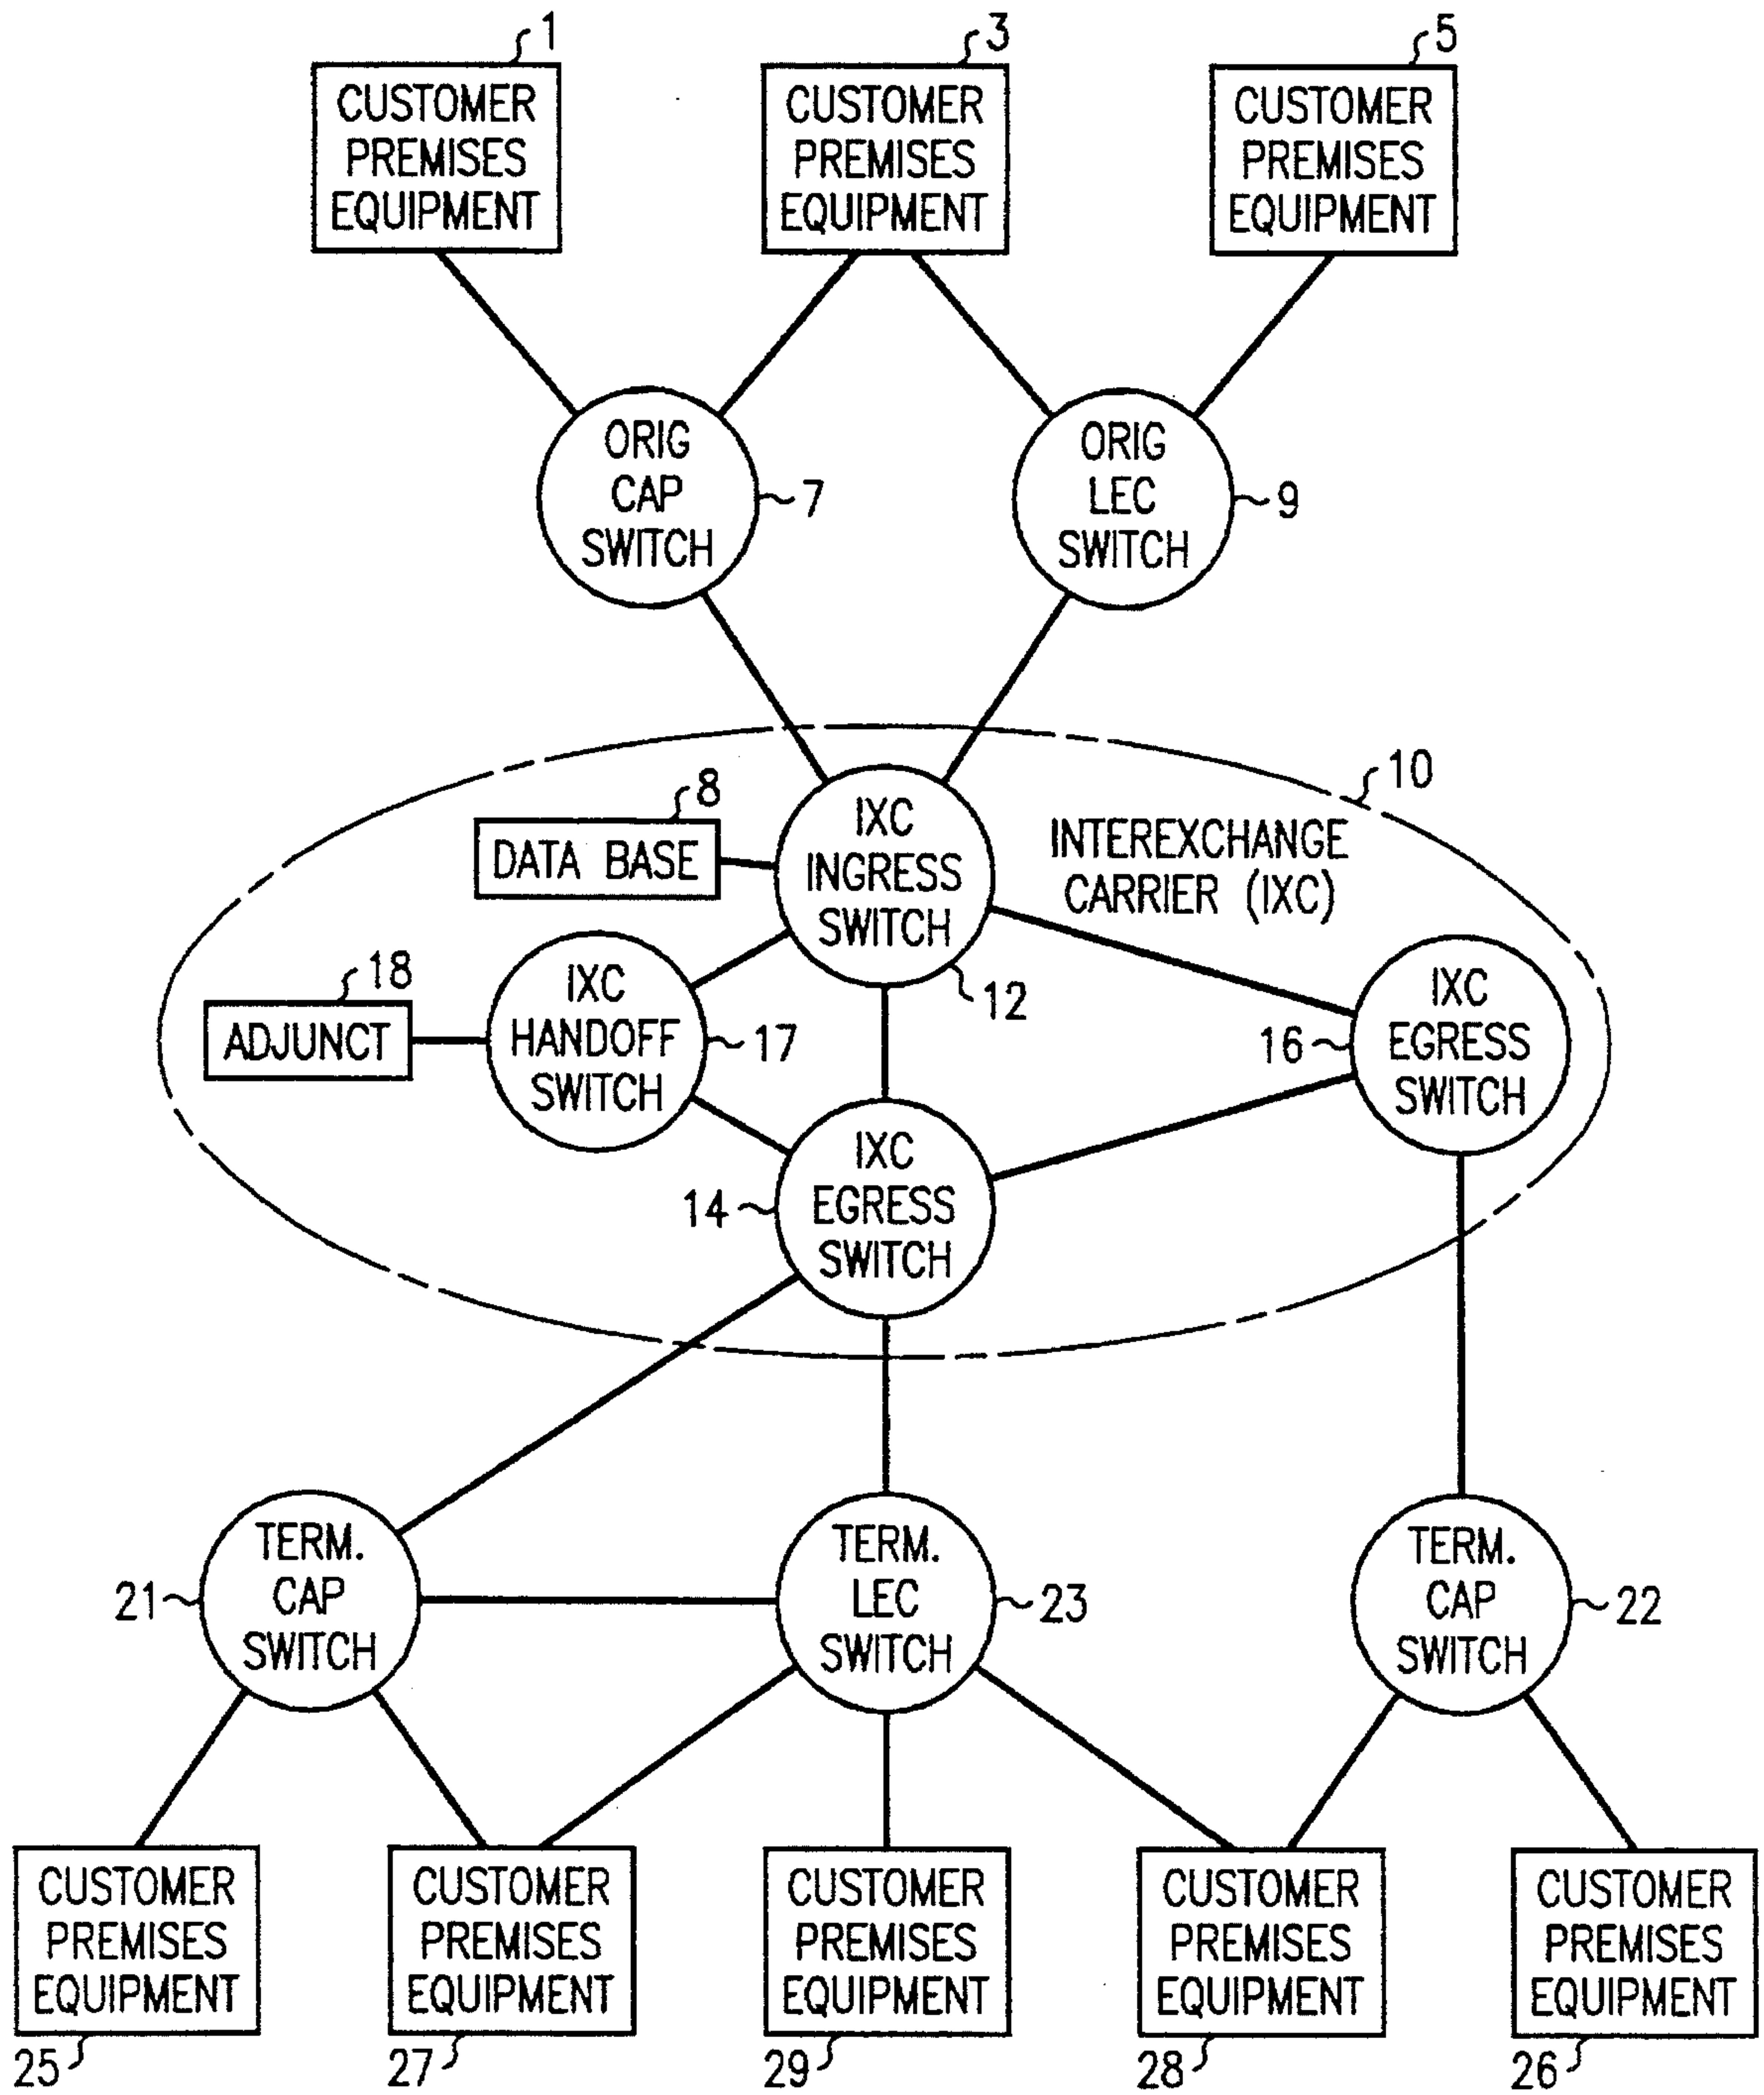 1
3
5
CUSTOMER
PREMISES
EQUIPMENT
CUSTOMER
PREMISES
EQUIPMENT
CUSTOMER
PREMISES
EQUIPMENT
ORIG
CAP
SWITCH
7
ORIG
LEC
SWITCH
9
10
8
DATA BASE
IXC
INGRESS
SWITCH
12
INTEREXCHANGE
CARRIER (IXC)
18
ADJUNCT
IXC
HANDOFF
SWITCH
17
16
IXC
EGRESS
SWITCH
14
IXC
EGRESS
SWITCH
21
TERM.
CAP
SWITCH
TERM.
LEC
SWITCH
23
TERM.
CAP
SWITCH
22
CUSTOMER
PREMISES
EQUIPMENT
25
CUSTOMER
PREMISES
EQUIPMENT
27
CUSTOMER
PREMISES
EQUIPMENT
29
CUSTOMER
PREMISES
EQUIPMENT
28
CUSTOMER
PREMISES
EQUIPMENT
26